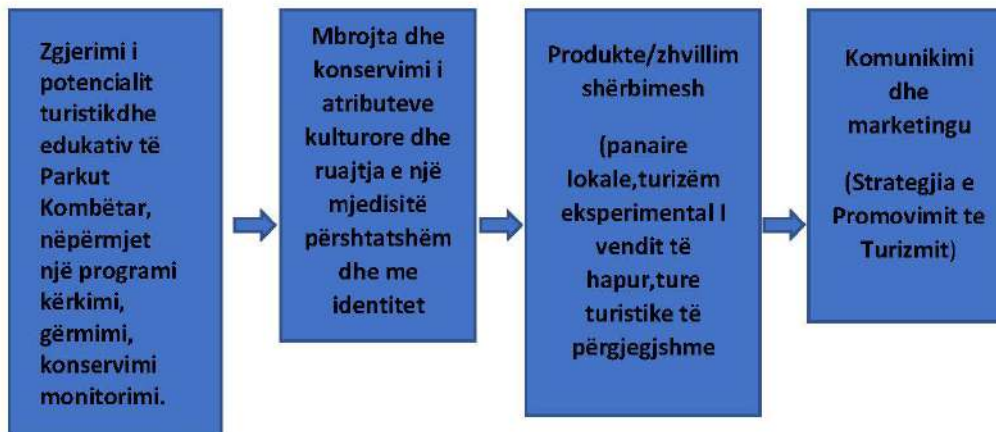 Zgjerimi i
potencialit
turistikdhe
edukativ të
Parkut
Kombëtar,
nëpërmjet
një programi
kërkimi,
gërmimi,
konservimi
monitorimi.
Mbrojta dhe
konservimi i
atributeve
kulturore dhe
ruajtja e një
mjedisitë
përshtatshëm
dhe me
identitet
Produkte/zhvillim
shërbimesh
(panaire
lokale,turizëm
eksperimental I
vendit të
hapur,ture
turistike të
përgjegjshme
Komunikimi
dhe
marketingu
(Strategjia e
Promovimit te
Turizmit)